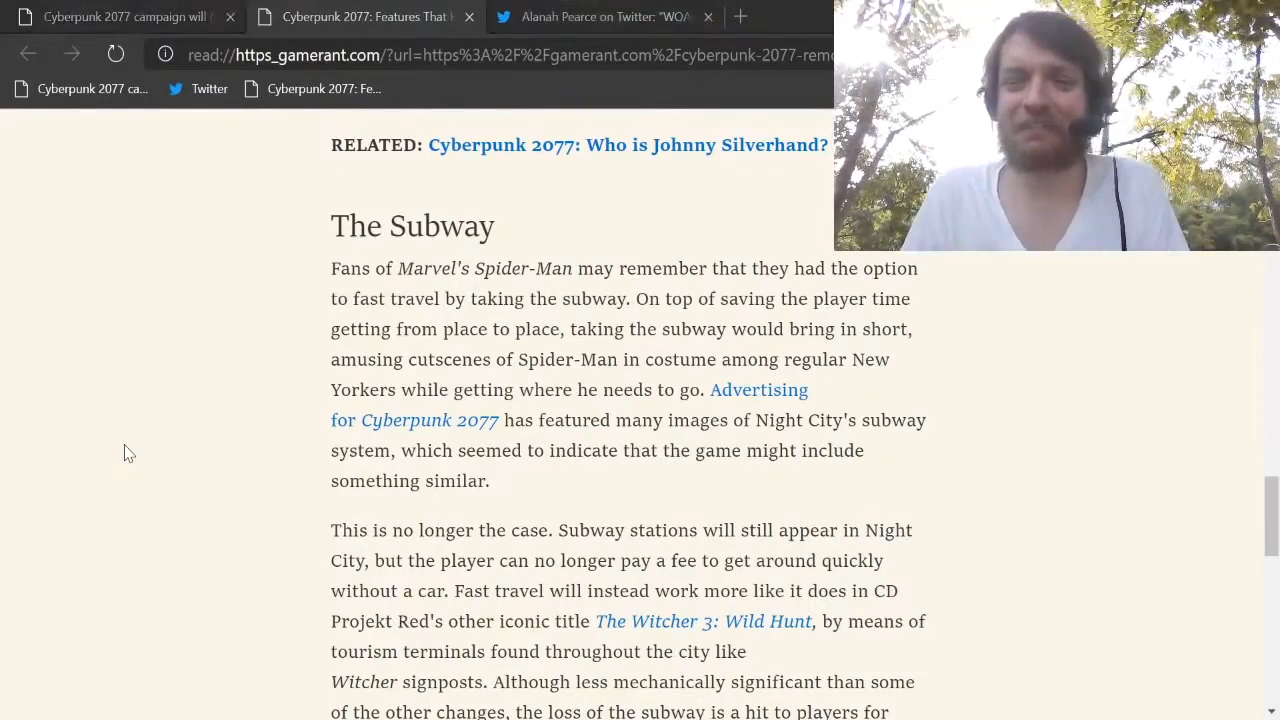 Cyberpunk 2077 campaign will
Cyberpunk 2077: Features That
Alanah Pearce on Twitter: "WOA
read://https_gamerant.com/?url=https%3A%2F%2Fgamerant.com%2Fcyberpunk-2077-remo
Cyberpunk 2077 ca...
Twitter
Cyberpunk 2077: Fe...
RELATED: Cyberpunk 2077: Who is Johnny Silverhand?
The Subway
Fans of Marvel's Spider-Man may remember that they had the option
to fast travel by taking the subway. On top of saving the player time
getting from place to place, taking the subway would bring in short,
amusing cutscenes of Spider-Man in costume among regular New
Yorkers while getting where he needs to go. Advertising
for Cyberpunk 2077 has featured many images of Night City's subway
system, which seemed to indicate that the game might include
something similar.
This is no longer the case. Subway stations will still appear in Night
City, but the player can no longer pay a fee to get around quickly
without a car. Fast travel will instead work more like it does in CD
Projekt Red's other iconic title The Witcher 3: Wild Hunt, by means of
tourism terminals found throughout the city like
Witcher signposts. Although less mechanically significant than some
of the other changes, the loss of the subway is a hit to players for